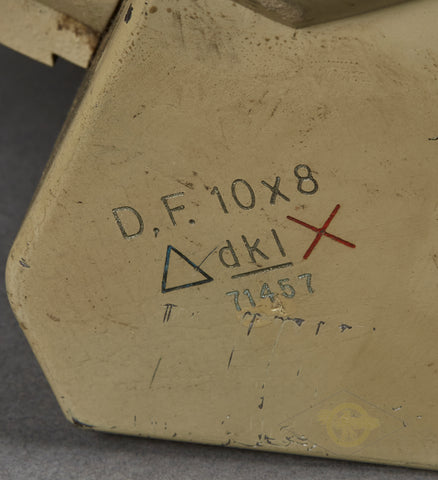 D.F. 10x8
△ dkl ×
71457